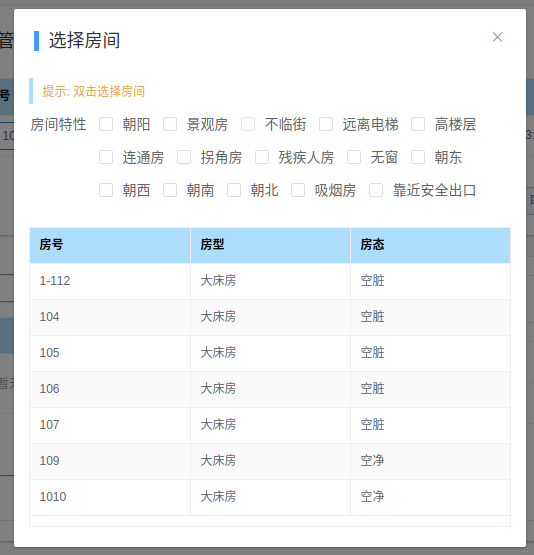 选择房间
提示: 双击选择房间
房间特性 朝阳 景观房 不临街 远离电梯 高楼层
连通房 拐角房 残疾人房 无窗 朝东
朝西 朝南 朝北 吸烟房 靠近安全出口
房号 房型 房态
1-112 大床房 空脏
104 大床房 空脏
105 大床房 空脏
106 大床房 空脏
107 大床房 空脏
109 大床房 空净
1010 大床房 空净